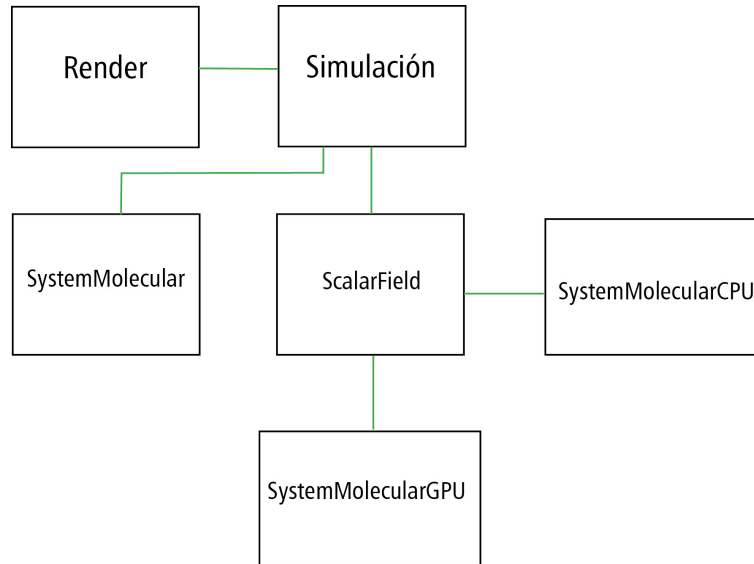 Render
Simulación
SystemMolecular
ScalarField
SystemMolecularCPU
SystemMolecularGPU